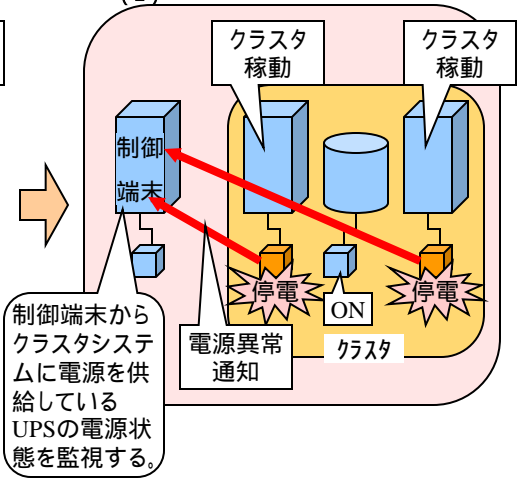 クラスタ
稼動
クラスタ
稼動
制御
端末
停電
ON
停電
電源異常
通知
クラスタ
制御端末から
クラスタシステ
ムに電源を供
給している
UPSの電源状
態を監視する。